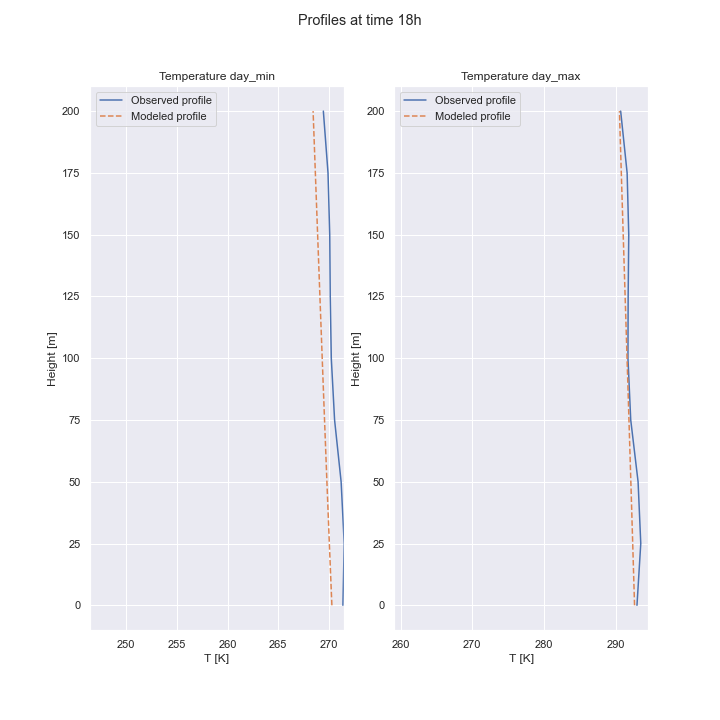 Profiles at time 18h
Temperature day_min
Observed profile
Modeled profile
200
175
150
125
100
75
50
25
0
Height [m]
250 255 260 265 270
T [K]
Temperature day_max
Observed profile
Modeled profile
200
175
150
125
100
75
50
25
0
Height [m]
260 270 280 290
T [K]